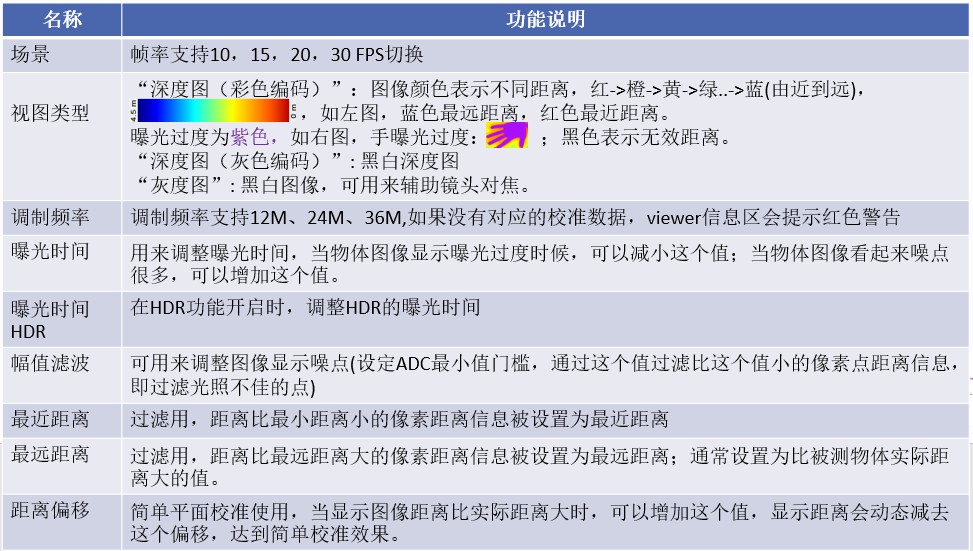 名称 功能说明
场景 帧率支持10，15，20，30 FPS切换
视图类型
“深度图（彩色编码）”：图像颜色表示不同距离，红->橙->黄->绿..->蓝(由近到远)，
4.5 m 0 m ，如左图，蓝色最远距离，红色最近距离。
曝光过度为紫色，如右图，手曝光过度： ；黑色表示无效距离。
“深度图（灰色编码）”: 黑白深度图
“灰度图”: 黑白图像，可用来辅助镜头对焦。
调制频率 调制频率支持12M、24M、36M,如果没有对应的校准数据，viewer信息区会提示红色警告
曝光时间 用来调整曝光时间，当物体图像显示曝光过度时候，可以减小这个值；当物体图像看起来噪点
很多，可以增加这个值。
曝光时间 在HDR功能开启时，调整HDR的曝光时间
HDR
幅值滤波 可用来调整图像显示噪点(设定ADC最小值门槛，通过这个值过滤比这个值小的像素点距离信息，
即过滤光照不佳的点)
最近距离 过滤用，距离比最小距离小的像素距离信息被设置为最近距离
最远距离 过滤用，距离比最远距离大的像素距离信息被设置为最远距离；通常设置为比被测物体实际距
离大的值。
距离偏移 简单平面校准使用，当显示图像距离比实际距离大时，可以增加这个值，显示距离会动态减去
这个偏移，达到简单校准效果。